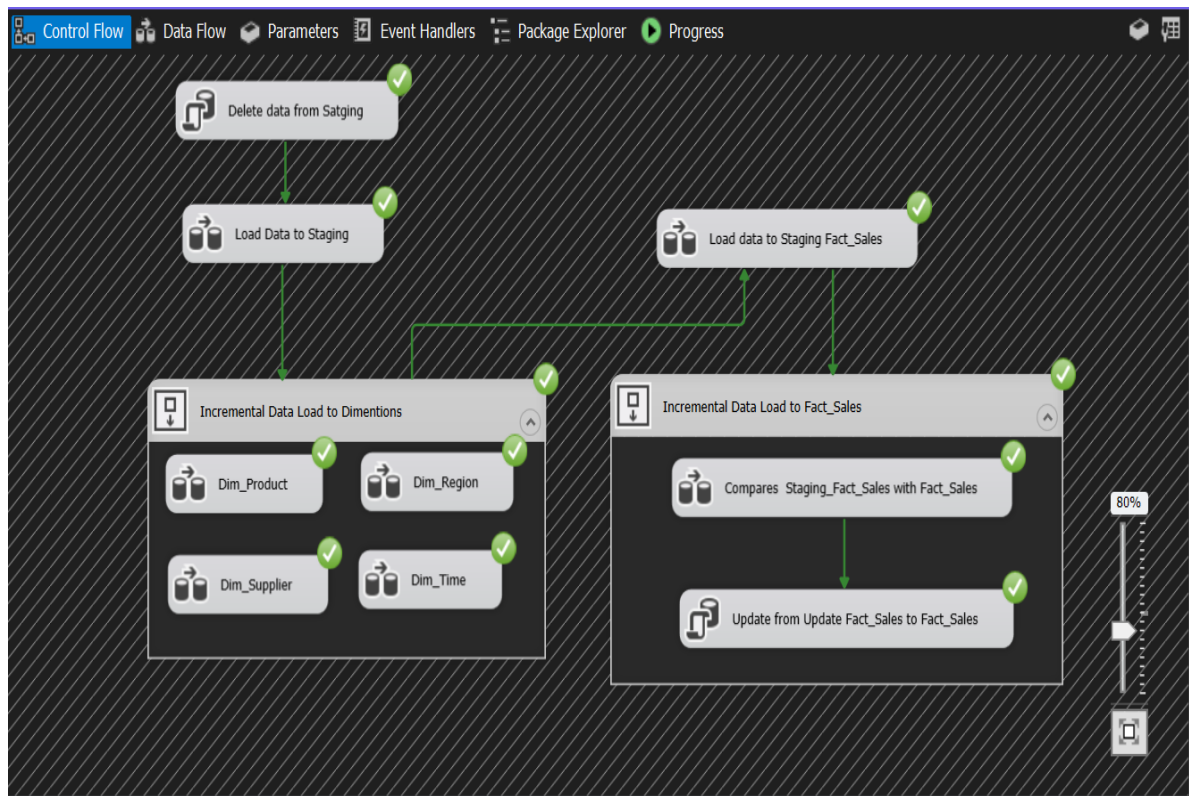 Control Flow Data Flow Parameters Event Handlers Package Explorer Progress
Delete data from Satging
Load Data to Staging
Load data to Staging Fact_Sales
Incremental Data Load to Dimentions
Dim_Product
Dim_Region
Dim_Supplier
Dim_Time
Incremental Data Load to Fact_Sales
Compares Staging_Fact_Sales with Fact_Sales
Update from Update Fact_Sales to Fact_Sales
80%